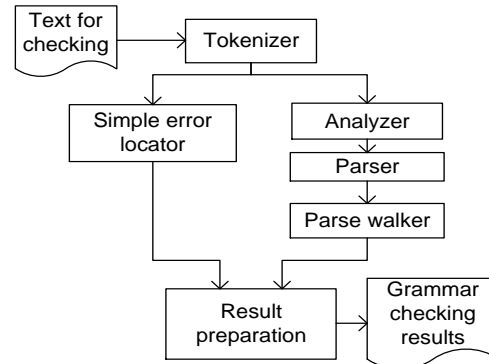 Text for
checking
Tokenizer
Simple error
locator
Analyzer
Parser
Parse walker
Result
preparation
Grammar
checking
results